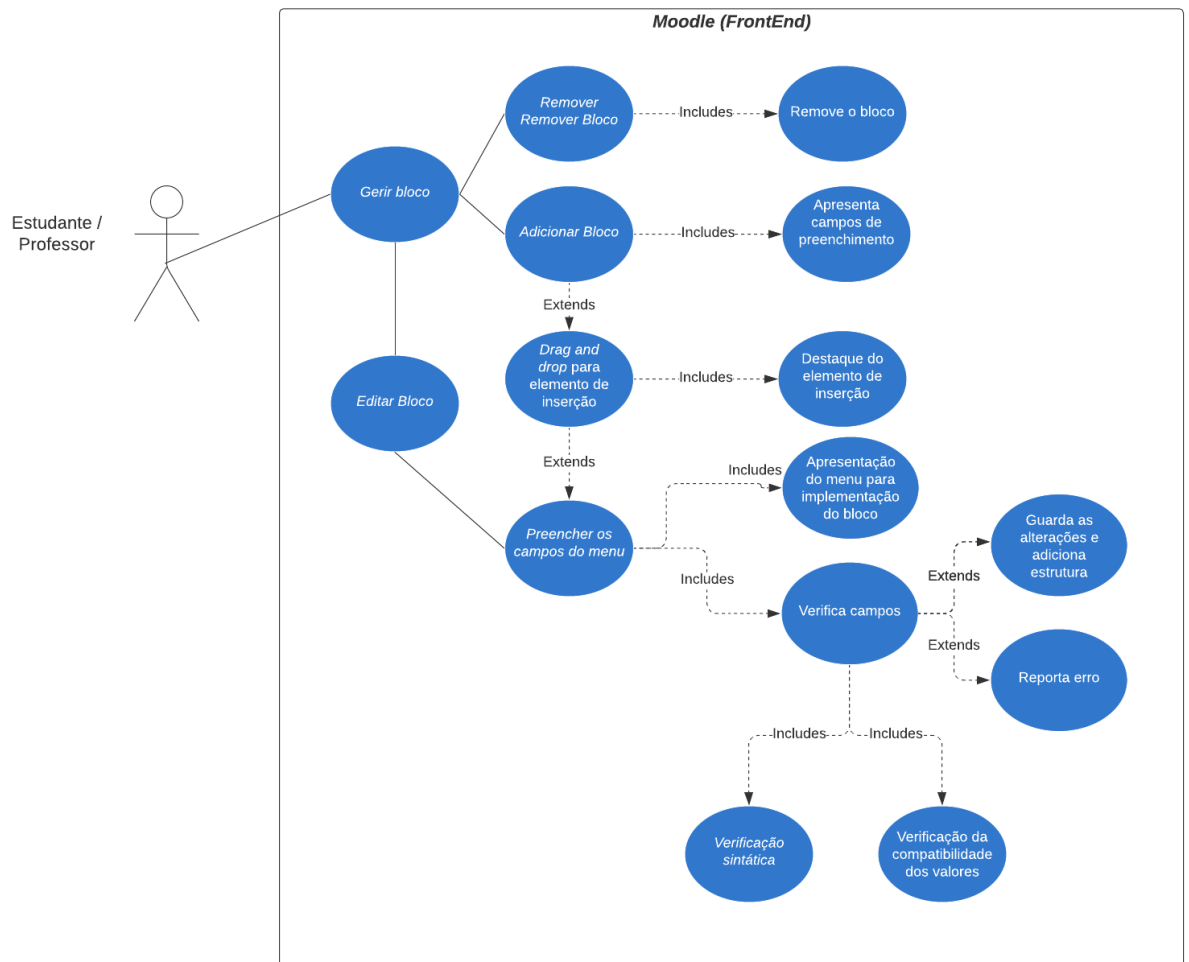 Moodle (FrontEnd)
Estudante /
Professor
Gerir bloco
Remover
Remover Bloco
Includes
Remove o bloco
Adicionar Bloco
Includes
Apresenta
campos de
preenchimento
Extends
Drag and
drop para
elemento de
inserção
Includes
Destaque do
elemento de
inserção
Editar Bloco
Extends
Preencher os
campos do menu
Includes
Apresentação
do menu para
implementação
do bloco
Includes
Verifica campos
Extends
Guarda as
alterações e
adiciona
estrutura
Extends
Reporta erro
Includes
Includes
Verificação
sintática
Verificação da
compatibilidade
dos valores